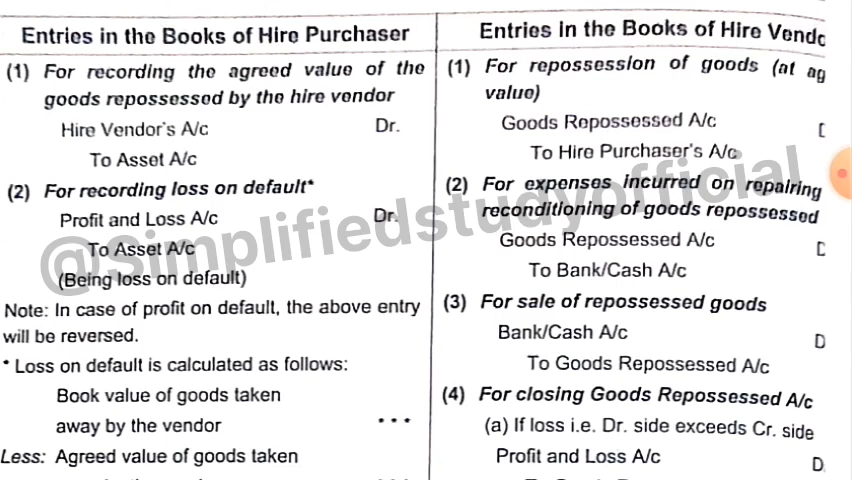 Entries in the Books of Hire Purchaser
(1) For recording the agreed value of the
goods repossessed by the hire vendor
Hire Vendor's A/c Dr.
To Asset A/c
(2) For recording loss on default*
Profit and Loss A/c Dr.
To Asset A/c
(Being loss on default)
Note: In case of profit on default, the above entry
will be reversed.
* Loss on default is calculated as follows:
Book value of goods taken
away by the vendor ...
Less: Agreed value of goods taken
Entries in the Books of Hire
(1) For repossession of goods (at
value)
Goods Repossessed A/c
To Hire Purchaser's A/c
(2) For expenses incurred on repairing
reconditioning of goods repossessed
Goods Repossessed A/c
To Bank/Cash A/c
(3) For sale of repossessed goods
Bank/Cash A/c
To Goods Repossessed A/c
(4) For closing Goods Repossessed A/c
(a) If loss i.e. Dr. side exceeds Cr. side
Profit and Loss A/c
@Simplifiedstudyofficial